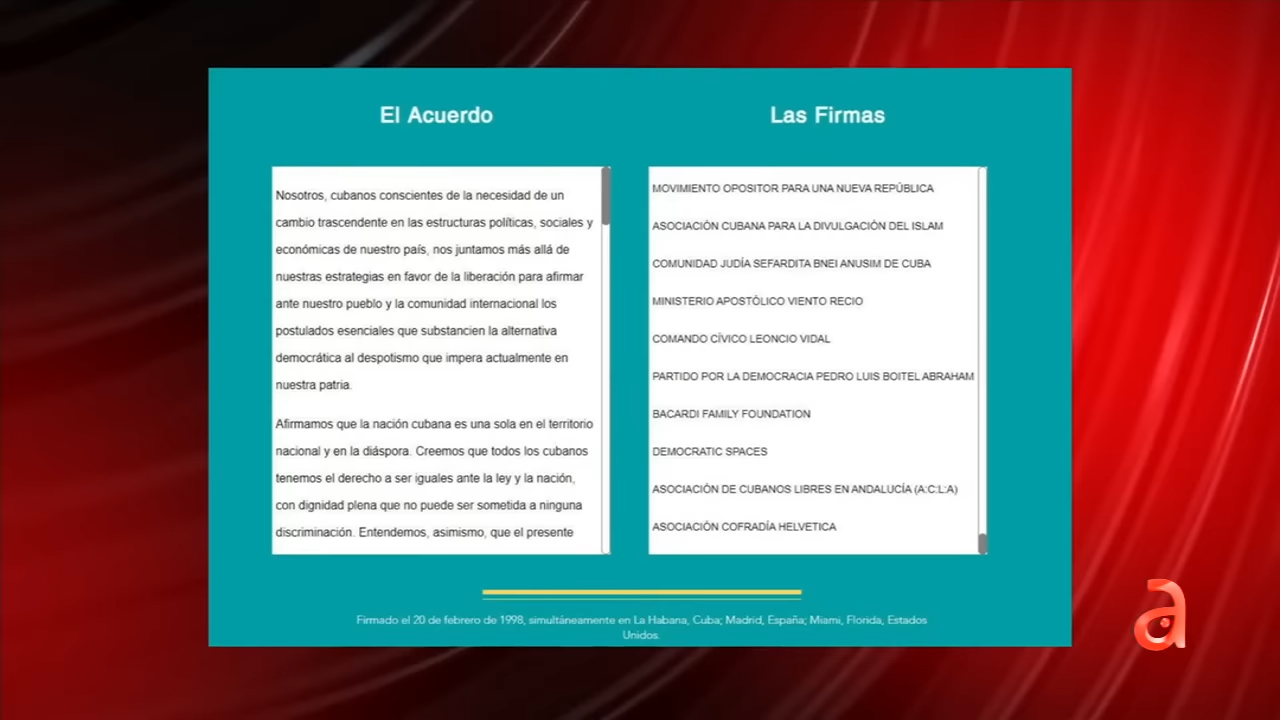 El Acuerdo
Nosotros, cubanos conscientes de la necesidad de un
cambio trascendente en las estructuras políticas, sociales y
económicas de nuestro país, nos juntamos más allá de
nuestras estrategias en favor de la liberación para afirmar
ante nuestro pueblo y la comunidad internacional los
postulados esenciales que substancien la alternativa
democrática al despotismo que impera actualmente en
nuestra patria.
Afirmamos que la nación cubana es una sola en el territorio
nacional y en la diáspora. Creemos que todos los cubanos
tenemos el derecho a ser iguales ante la ley y la nación,
con dignidad plena que no puede ser sometida a ninguna
discriminación. Entendemos, asimismo, que el presente
Las Firmas
MOVIMIENTO OPOSITOR PARA UNA NUEVA REPÚBLICA
ASOCIACIÓN CUBANA PARA LA DIVULGACIÓN DEL ISLAM
COMUNIDAD JUDÍA SEFARDITA BNEI ANUSIM DE CUBA
MINISTERIO APOSTÓLICO VIENTO RECIO
COMANDO CÍVICO LEONCIO VIDAL
PARTIDO POR LA DEMOCRACIA PEDRO LUIS BOITEL ABRAHAM
BACARDI FAMILY FOUNDATION
DEMOCRATIC SPACES
ASOCIACIÓN DE CUBANOS LIBRES EN ANDALUCÍA (A:C:L:A)
ASOCIACIÓN COFRADÍA HELVETICA
Firmado el 20 de febrero de 1998, simultáneamente en La Habana, Cuba; Madrid, España; Miami, Florida, Estados
Unidos.
a